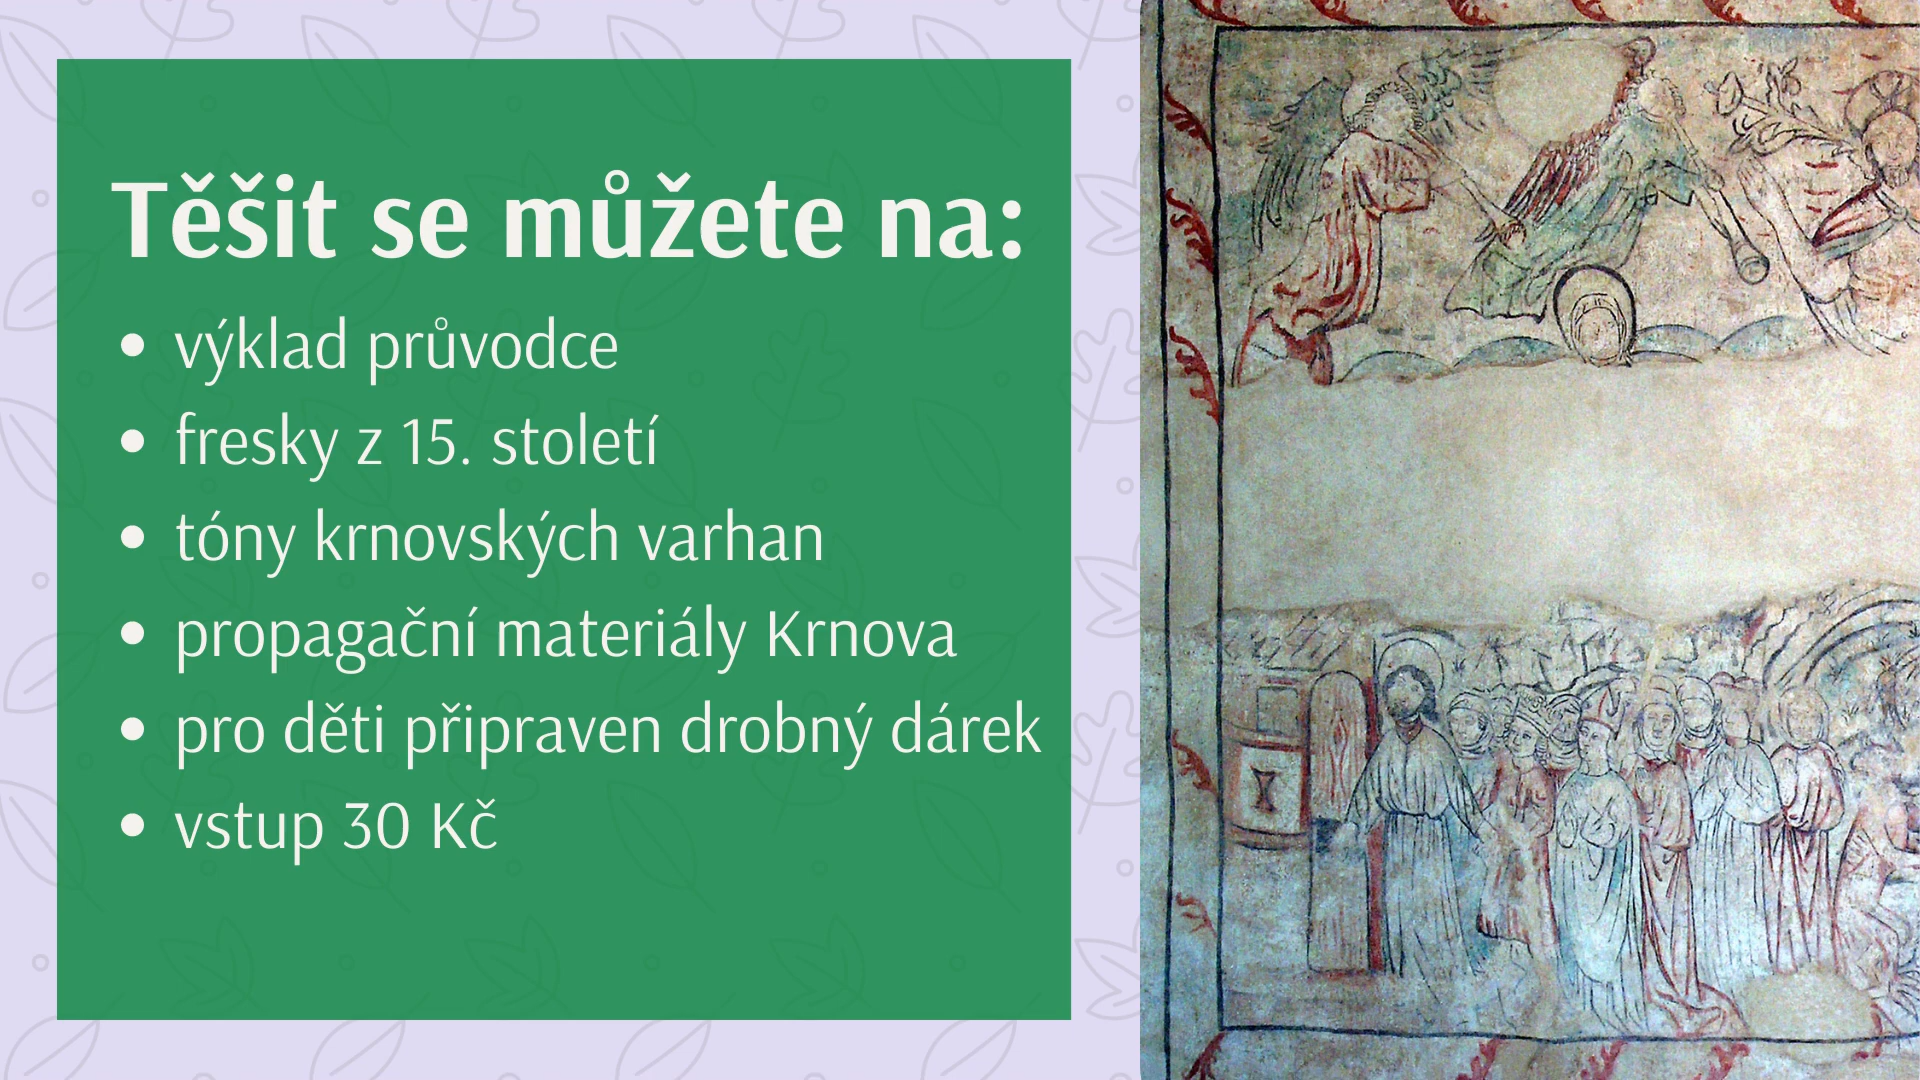 Těšit se můžete na:
• výklad průvodce
• fresky z 15. století
• tóny krnovských varhan
• propagační materiály Krnova
• pro děti připraven drobný dárek
• vstup 30 Kč